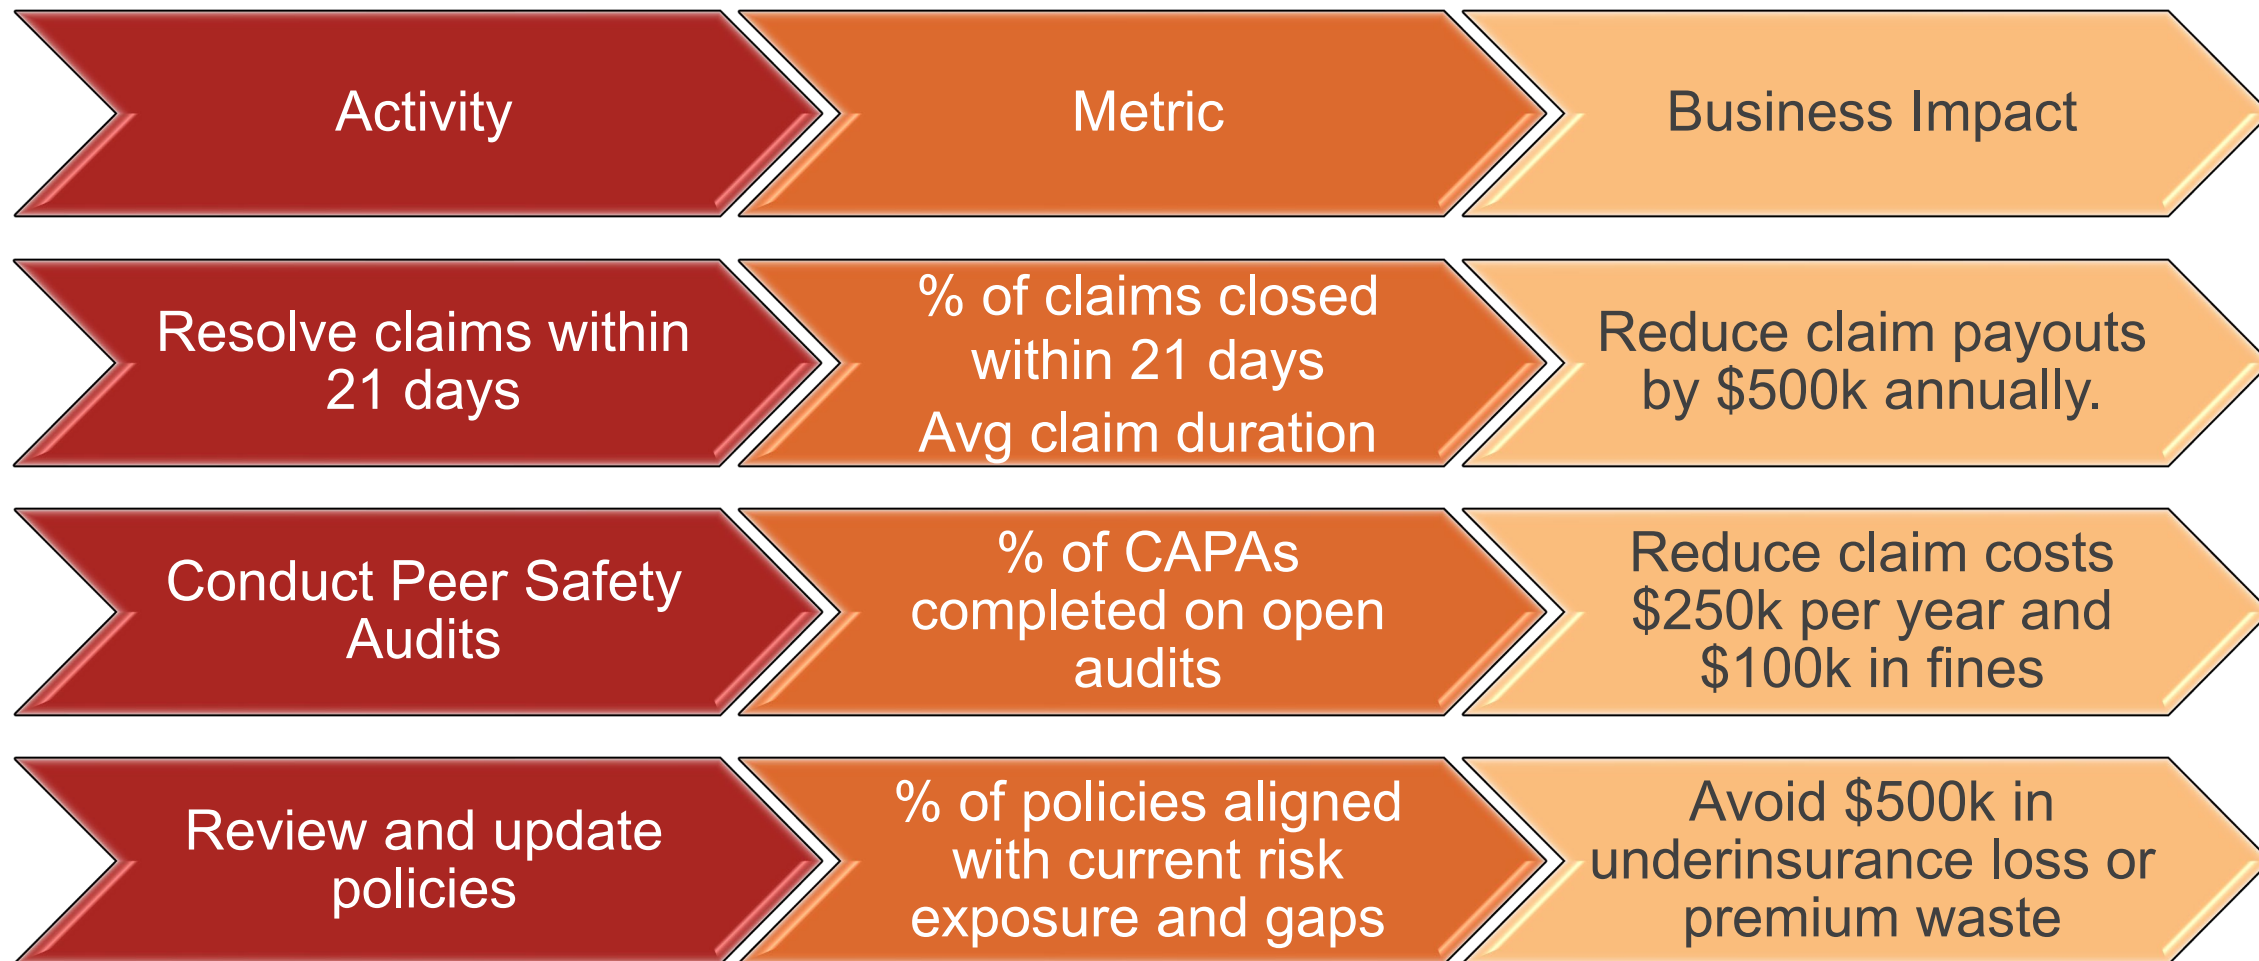 Activity
Metric
Business Impact
Resolve claims within
21 days
% of claims closed
within 21 days
Avg claim duration
Reduce claim payouts
by $500k annually.
Conduct Peer Safety
Audits
% of CAPAs
completed on open
audits
Reduce claim costs
$250k per year and
$100k in fines
Review and update
policies
% of policies aligned
with current risk
exposure and gaps
Avoid $500k in
underinsurance loss or
premium waste